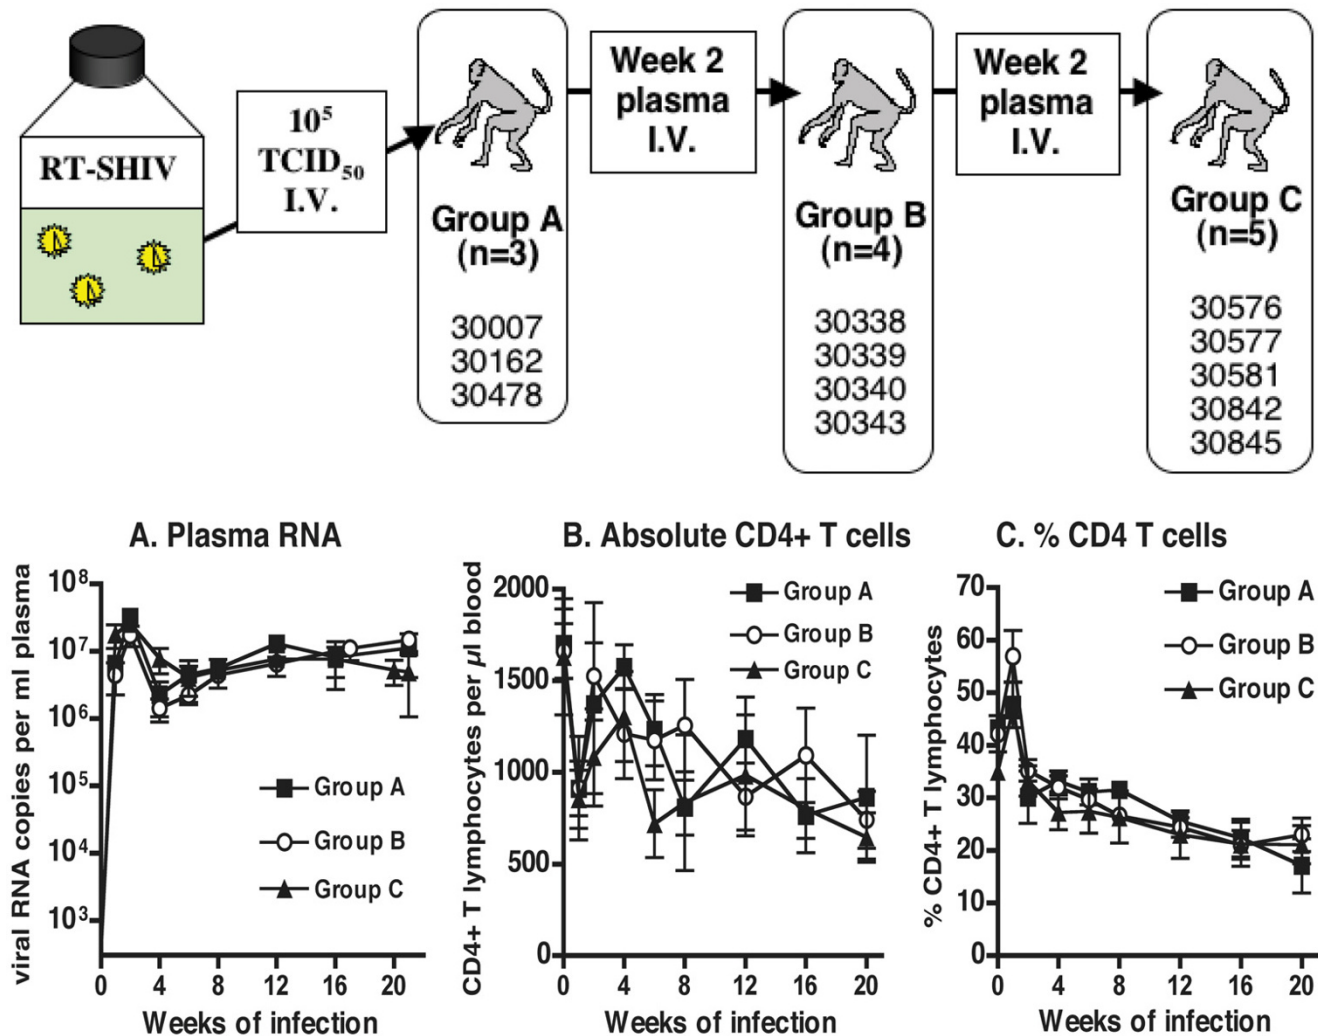 RT-SHIV
10⁵
TCID₅₀
I.V.
Group A
(n=3)
30007
30162
30478
Week 2
plasma
I.V.
Group B
(n=4)
30338
30339
30340
30343
Week 2
plasma
I.V.
Group C
(n=5)
30576
30577
30581
30842
30845
A. Plasma RNA
viral RNA copies per ml plasma
10⁸
10⁷
10⁶
10⁵
10⁴
10³
Group A
Group B
Group C
0 4 8 12 16 20
Weeks of infection
B. Absolute CD4+ T cells
CD4+ T lymphocytes per µl blood
2000
1500
1000
500
0
Group A
Group B
Group C
0 4 8 12 16 20
Weeks of infection
C. % CD4 T cells
% CD4+ T lymphocytes
70
60
50
40
30
20
10
0
Group A
Group B
Group C
0 4 8 12 16 20
Weeks of infection